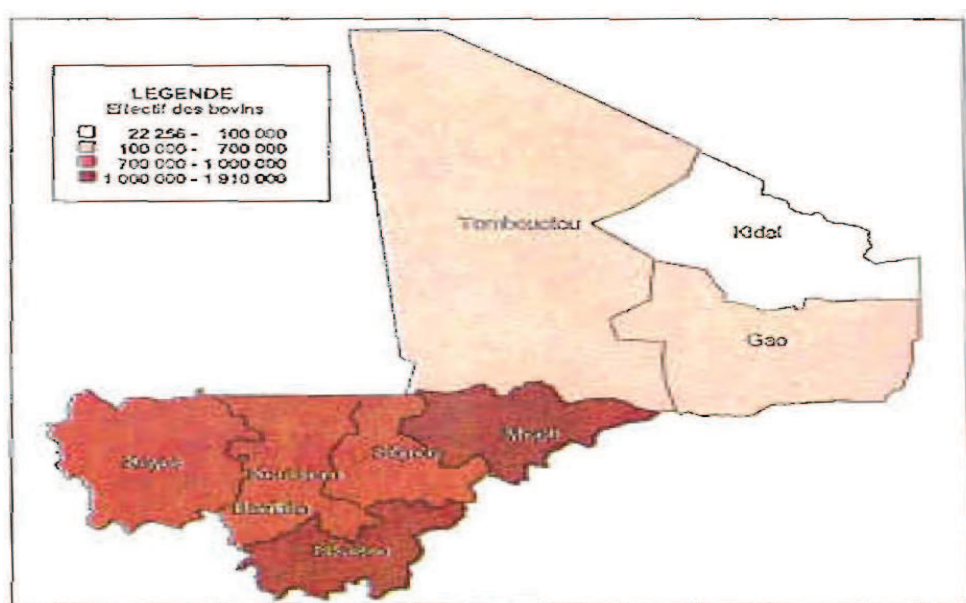 LEGENDE
Effectif des bovins
22 256 - 100 000
100 000 - 700 000
700 000 - 1 000 000
1 000 000 - 1 910 000
Tombouctou
Kidal
Gao
Mopti
Ségou
Kayes
Koulikoro
Bamako
Sikasso